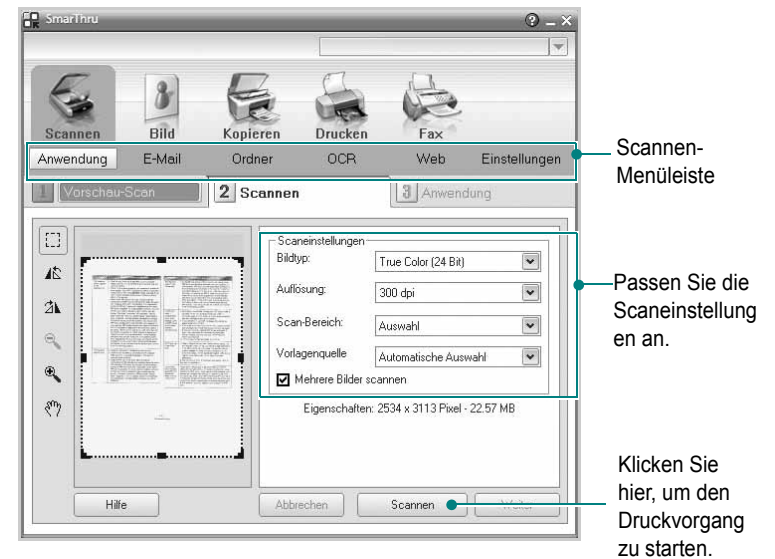 SmarThru
Scannen Bild Kopieren Drucken Fax
Anwendung E-Mail Ordner OCR Web Einstellungen
Scannen-
Menüleiste
1 Vorschau-Scan 2 Scannen 3 Anwendung
Scaneinstellungen
Bildtyp: True Color (24 Bit)
Auflösung: 300 dpi
Scan-Bereich: Auswahl
Vorlagenquelle Automatische Auswahl
Mehrere Bilder scannen
Eigenschaften: 2534 x 3113 Pixel - 22.57 MB
Passen Sie die
Scaneinstellung
en an.
Hilfe Abbrechen Scannen
Klicken Sie
hier, um den
Druckvorgang
zu starten.